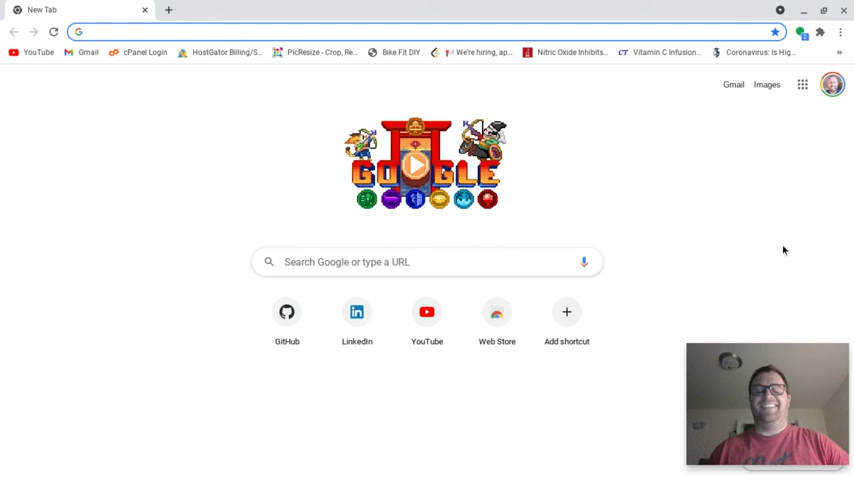 New Tab
YouTube
Gmail
cPanel Login
HostGator Billing/S...
PicResize - Crop, Re...
Bike Fit DIY
We're hiring, ap...
Nitric Oxide Inhibits...
CT Vitamin C Infusion...
Coronavirus: Is Hig...
Gmail Images
GOOGLE
Search Google or type a URL
GitHub
LinkedIn
YouTube
Web Store
Add shortcut